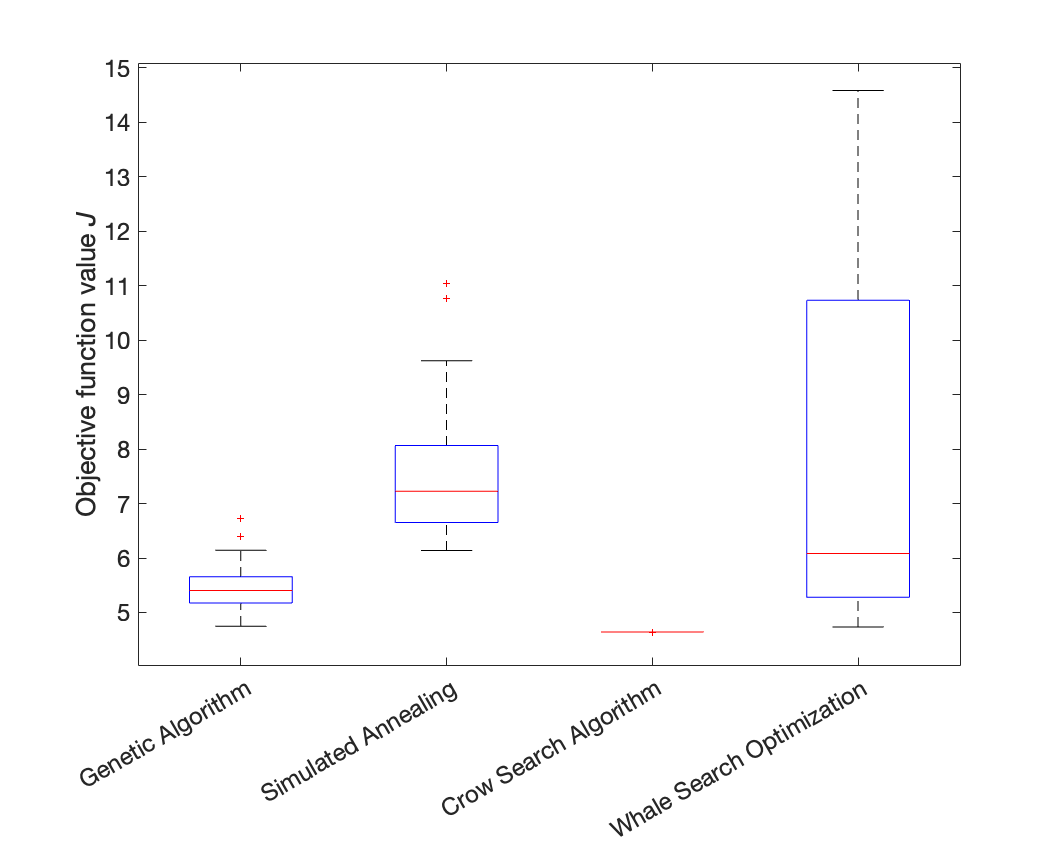 15
14
13
12
11
10
9
8
7
6
5
Objective function value J
Genetic Algorithm
Simulated Annealing
Crow Search Algorithm
Whale Search Optimization